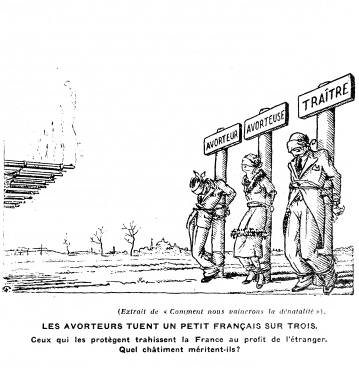 AVORTEUR
AVORTEUSE
TRAÎTRE
(Extrait de « Comment nous vaincrons la dénatalité »).
LES AVORTEURS TUENT UN PETIT FRANÇAIS SUR TROIS.
Ceux qui les protègent trahissent la France au profit de l'étranger.
Quel châtiment méritent-ils?